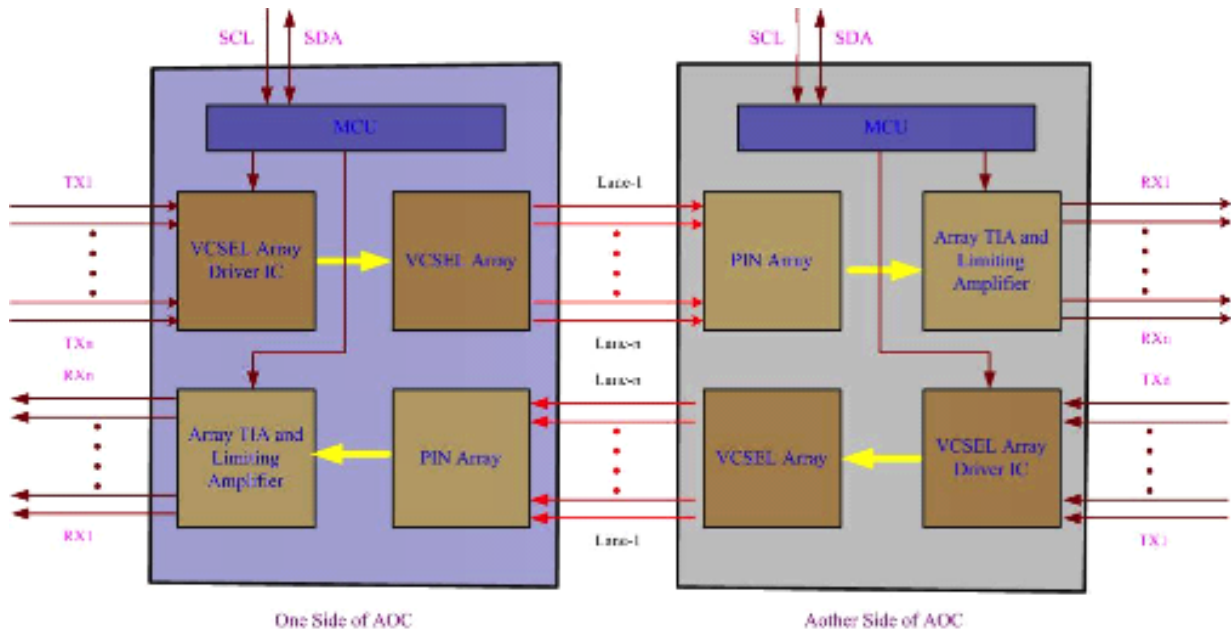 SCL SDA SCL SDA
MCU MCU
TX1 Lane-1 RX1
VCSEL Array
Driver IC
VCSEL Array
PIN Array
Array TIA and
Limiting
Amplifier
TXn Lane-n RXn
RXn Lane-n TXn
Array TIA and
Limiting
Amplifier
PIN Array
VCSEL Array
VCSEL Array
Driver IC
RX1 Lane-1 TX1
One Side of AOC Aother Side of AOC